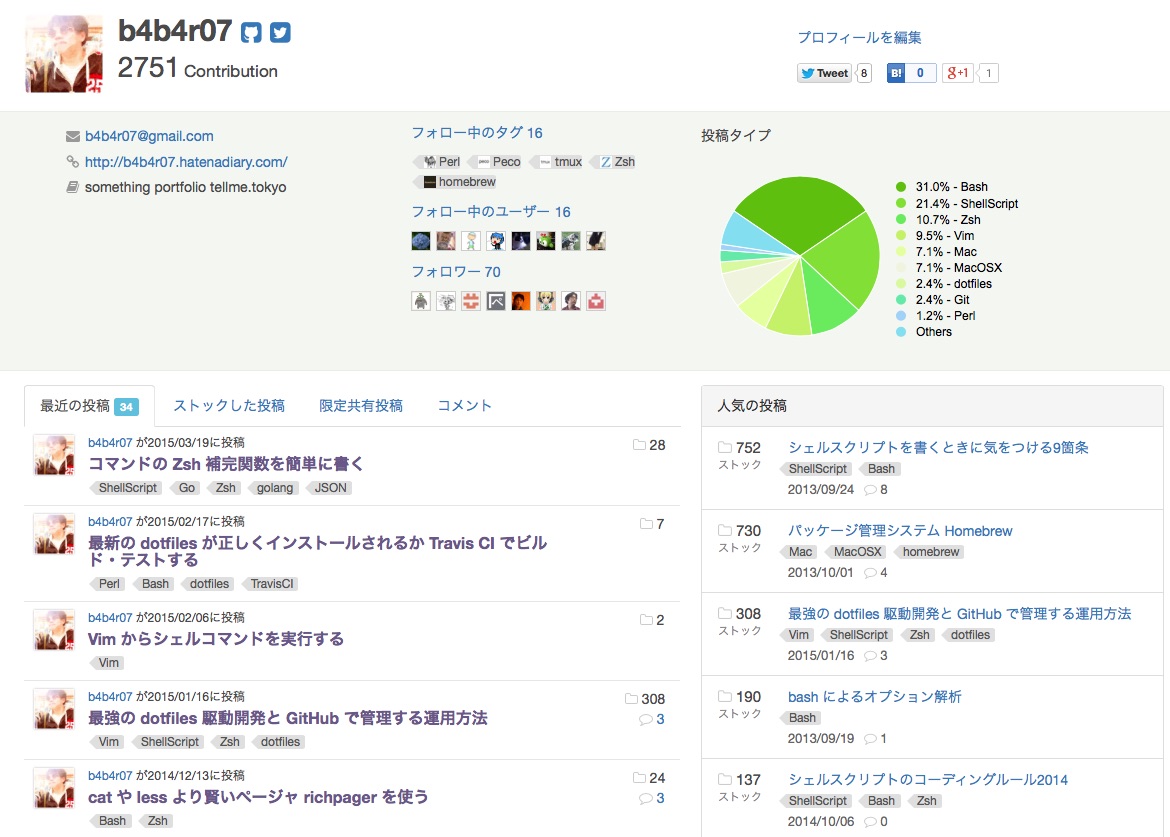 b4b4r07
2751 Contribution
プロフィールを編集
Tweet 8 B! 0 g+1 1
b4b4r07@gmail.com
http://b4b4r07.hatenadiary.com/
something portfolio tellme.tokyo
フォロー中のタグ 16
Perl Peco tmux Zsh
homebrew
フォロー中のユーザー 16
フォロワー 70
投稿タイプ
31.0% - Bash
21.4% - ShellScript
10.7% - Zsh
9.5% - Vim
7.1% - Mac
7.1% - MacOSX
2.4% - dotfiles
2.4% - Git
1.2% - Perl
Others
最近の投稿 34 ストックした投稿 限定共有投稿 コメント
b4b4r07 が2015/03/19に投稿 28
コマンドの Zsh 補完関数を簡単に書く
ShellScript Go Zsh golang JSON
b4b4r07 が2015/02/17に投稿 7
最新の dotfiles が正しくインストールされるか Travis CI でビル
ド・テストする
Perl Bash dotfiles TravisCI
b4b4r07 が2015/02/06に投稿 2
Vim からシェルコマンドを実行する
Vim
b4b4r07 が2015/01/16に投稿 308
最強の dotfiles 駆動開発と GitHub で管理する運用方法 3
Vim ShellScript Zsh dotfiles
b4b4r07 が2014/12/13に投稿 24
cat や less より賢いページャ richpager を使う 3
Bash Zsh
人気の投稿
752 シェルスクリプトを書くときに気をつける9箇条
ストック ShellScript Bash
2013/09/24 8
730 パッケージ管理システム Homebrew
ストック Mac MacOSX homebrew
2013/10/01 4
308 最強の dotfiles 駆動開発と GitHub で管理する運用方法
ストック Vim ShellScript Zsh dotfiles
2015/01/16 3
190 bash によるオプション解析
ストック Bash
2013/09/19 1
137 シェルスクリプトのコーディングルール2014
ストック ShellScript Bash Zsh
2014/10/06 0